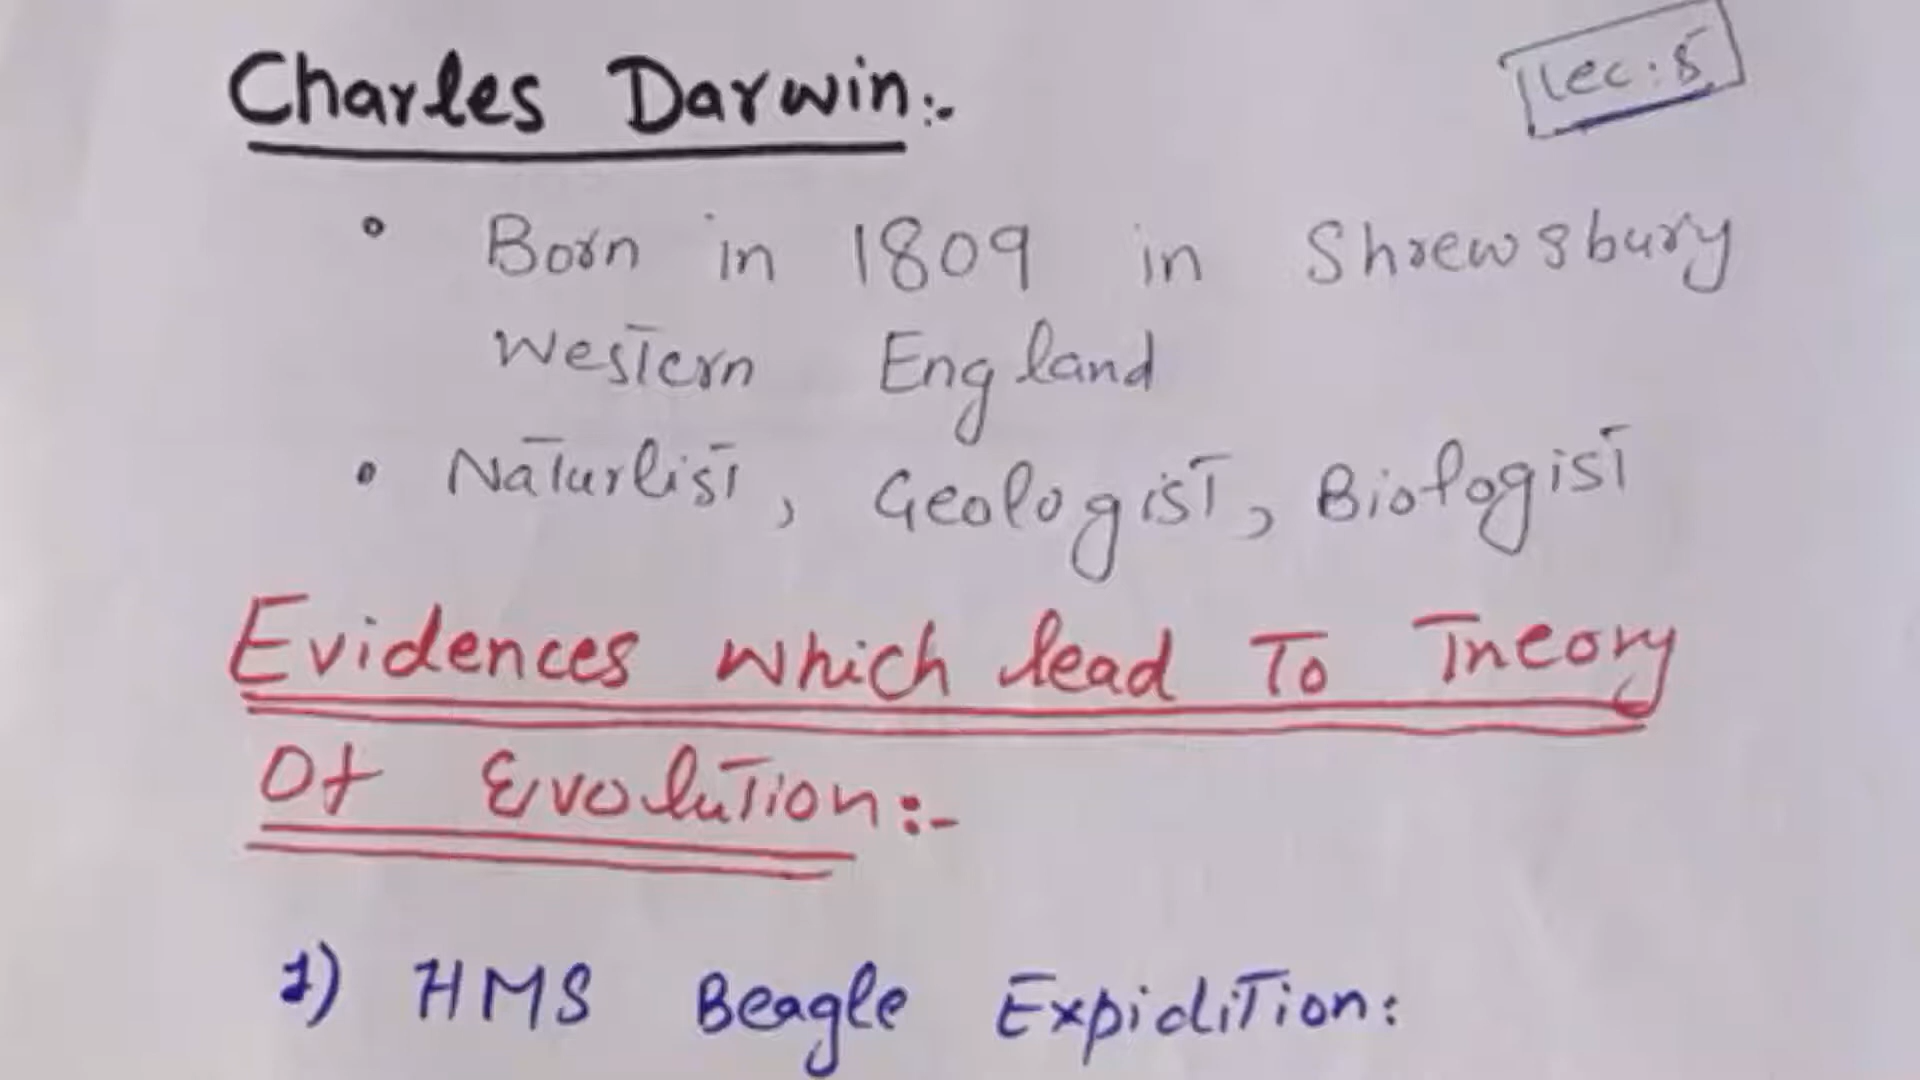 Charles Darwin:-
Lec:5
• Born in 1809 in Shrewsbury
Western England
• Naturlist, Geologist, Biologist
Evidences which lead To Theory
Of Evolution:-
1) HMS Beagle Expidition: